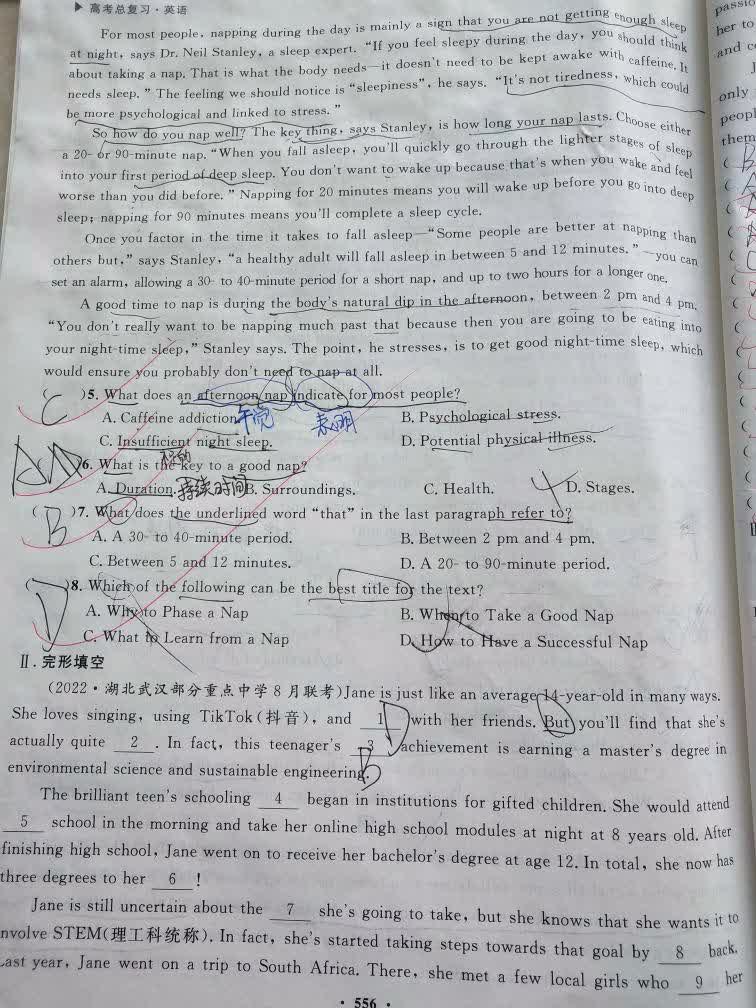 ▶ 高考总复习·英语
For most people, napping during the day is mainly a sign that you are not getting enough sleep
at night, says Dr. Neil Stanley, a sleep expert. “If you feel sleepy during the day, you should think
about taking a nap. That is what the body needs—it doesn't need to be kept awake with caffeine. It
needs sleep.” The feeling we should notice is “sleepiness”, he says. “It's not tiredness, which could
be more psychological and linked to stress.”
So how do you nap well? The key thing, says Stanley, is how long your nap lasts. Choose either
a 20- or 90-minute nap. “When you fall asleep, you'll quickly go through the lighter stages of sleep
into your first period of deep sleep. You don't want to wake up because that's when you wake and feel
worse than you did before.” Napping for 20 minutes means you will wake up before you go into deep
sleep; napping for 90 minutes means you'll complete a sleep cycle.
Once you factor in the time it takes to fall asleep—“Some people are better at napping than
others but,” says Stanley, “a healthy adult will fall asleep in between 5 and 12 minutes.”—you can
set an alarm, allowing a 30- to 40-minute period for a short nap, and up to two hours for a longer one.
A good time to nap is during the body's natural dip in the afternoon, between 2 pm and 4 pm.
“You don't really want to be napping much past that because then you are going to be eating into
your night-time sleep,” Stanley says. The point, he stresses, is to get good night-time sleep, which
would ensure you probably don't need to nap at all.
( C )5. What does an afternoon nap indicate for most people?
A. Caffeine addiction. B. Psychological stress.
午觉 表明
C. Insufficient night sleep. D. Potential physical illness.
( A )6. What is the key to a good nap?
A. Duration. 持续时间 B. Surroundings. C. Health. D. Stages.
( B )7. What does the underlined word “that” in the last paragraph refer to?
A. A 30- to 40-minute period. B. Between 2 pm and 4 pm.
C. Between 5 and 12 minutes. D. A 20- to 90-minute period.
( D )8. Which of the following can be the best title for the text?
A. Why to Phase a Nap B. When to Take a Good Nap
C. What to Learn from a Nap D. How to Have a Successful Nap
Ⅱ. 完形填空
(2022·湖北武汉部分重点中学8月联考)Jane is just like an average 14-year-old in many ways.
She loves singing, using TikTok(抖音), and 1 D with her friends. But you'll find that she's
actually quite 2 . In fact, this teenager's 3 achievement is earning a master's degree in
environmental science and sustainable engineering. B
The brilliant teen's schooling 4 began in institutions for gifted children. She would attend
5 school in the morning and take her online high school modules at night at 8 years old. After
finishing high school, Jane went on to receive her bachelor's degree at age 12. In total, she now has
three degrees to her 6 !
Jane is still uncertain about the 7 she's going to take, but she knows that she wants it to
nvolve STEM(理工科统称). In fact, she's started taking steps towards that goal by 8 back.
Last year, Jane went on a trip to South Africa. There, she met a few local girls who 9 her
· 556 ·
passio
her to
and c
only
peopl
them